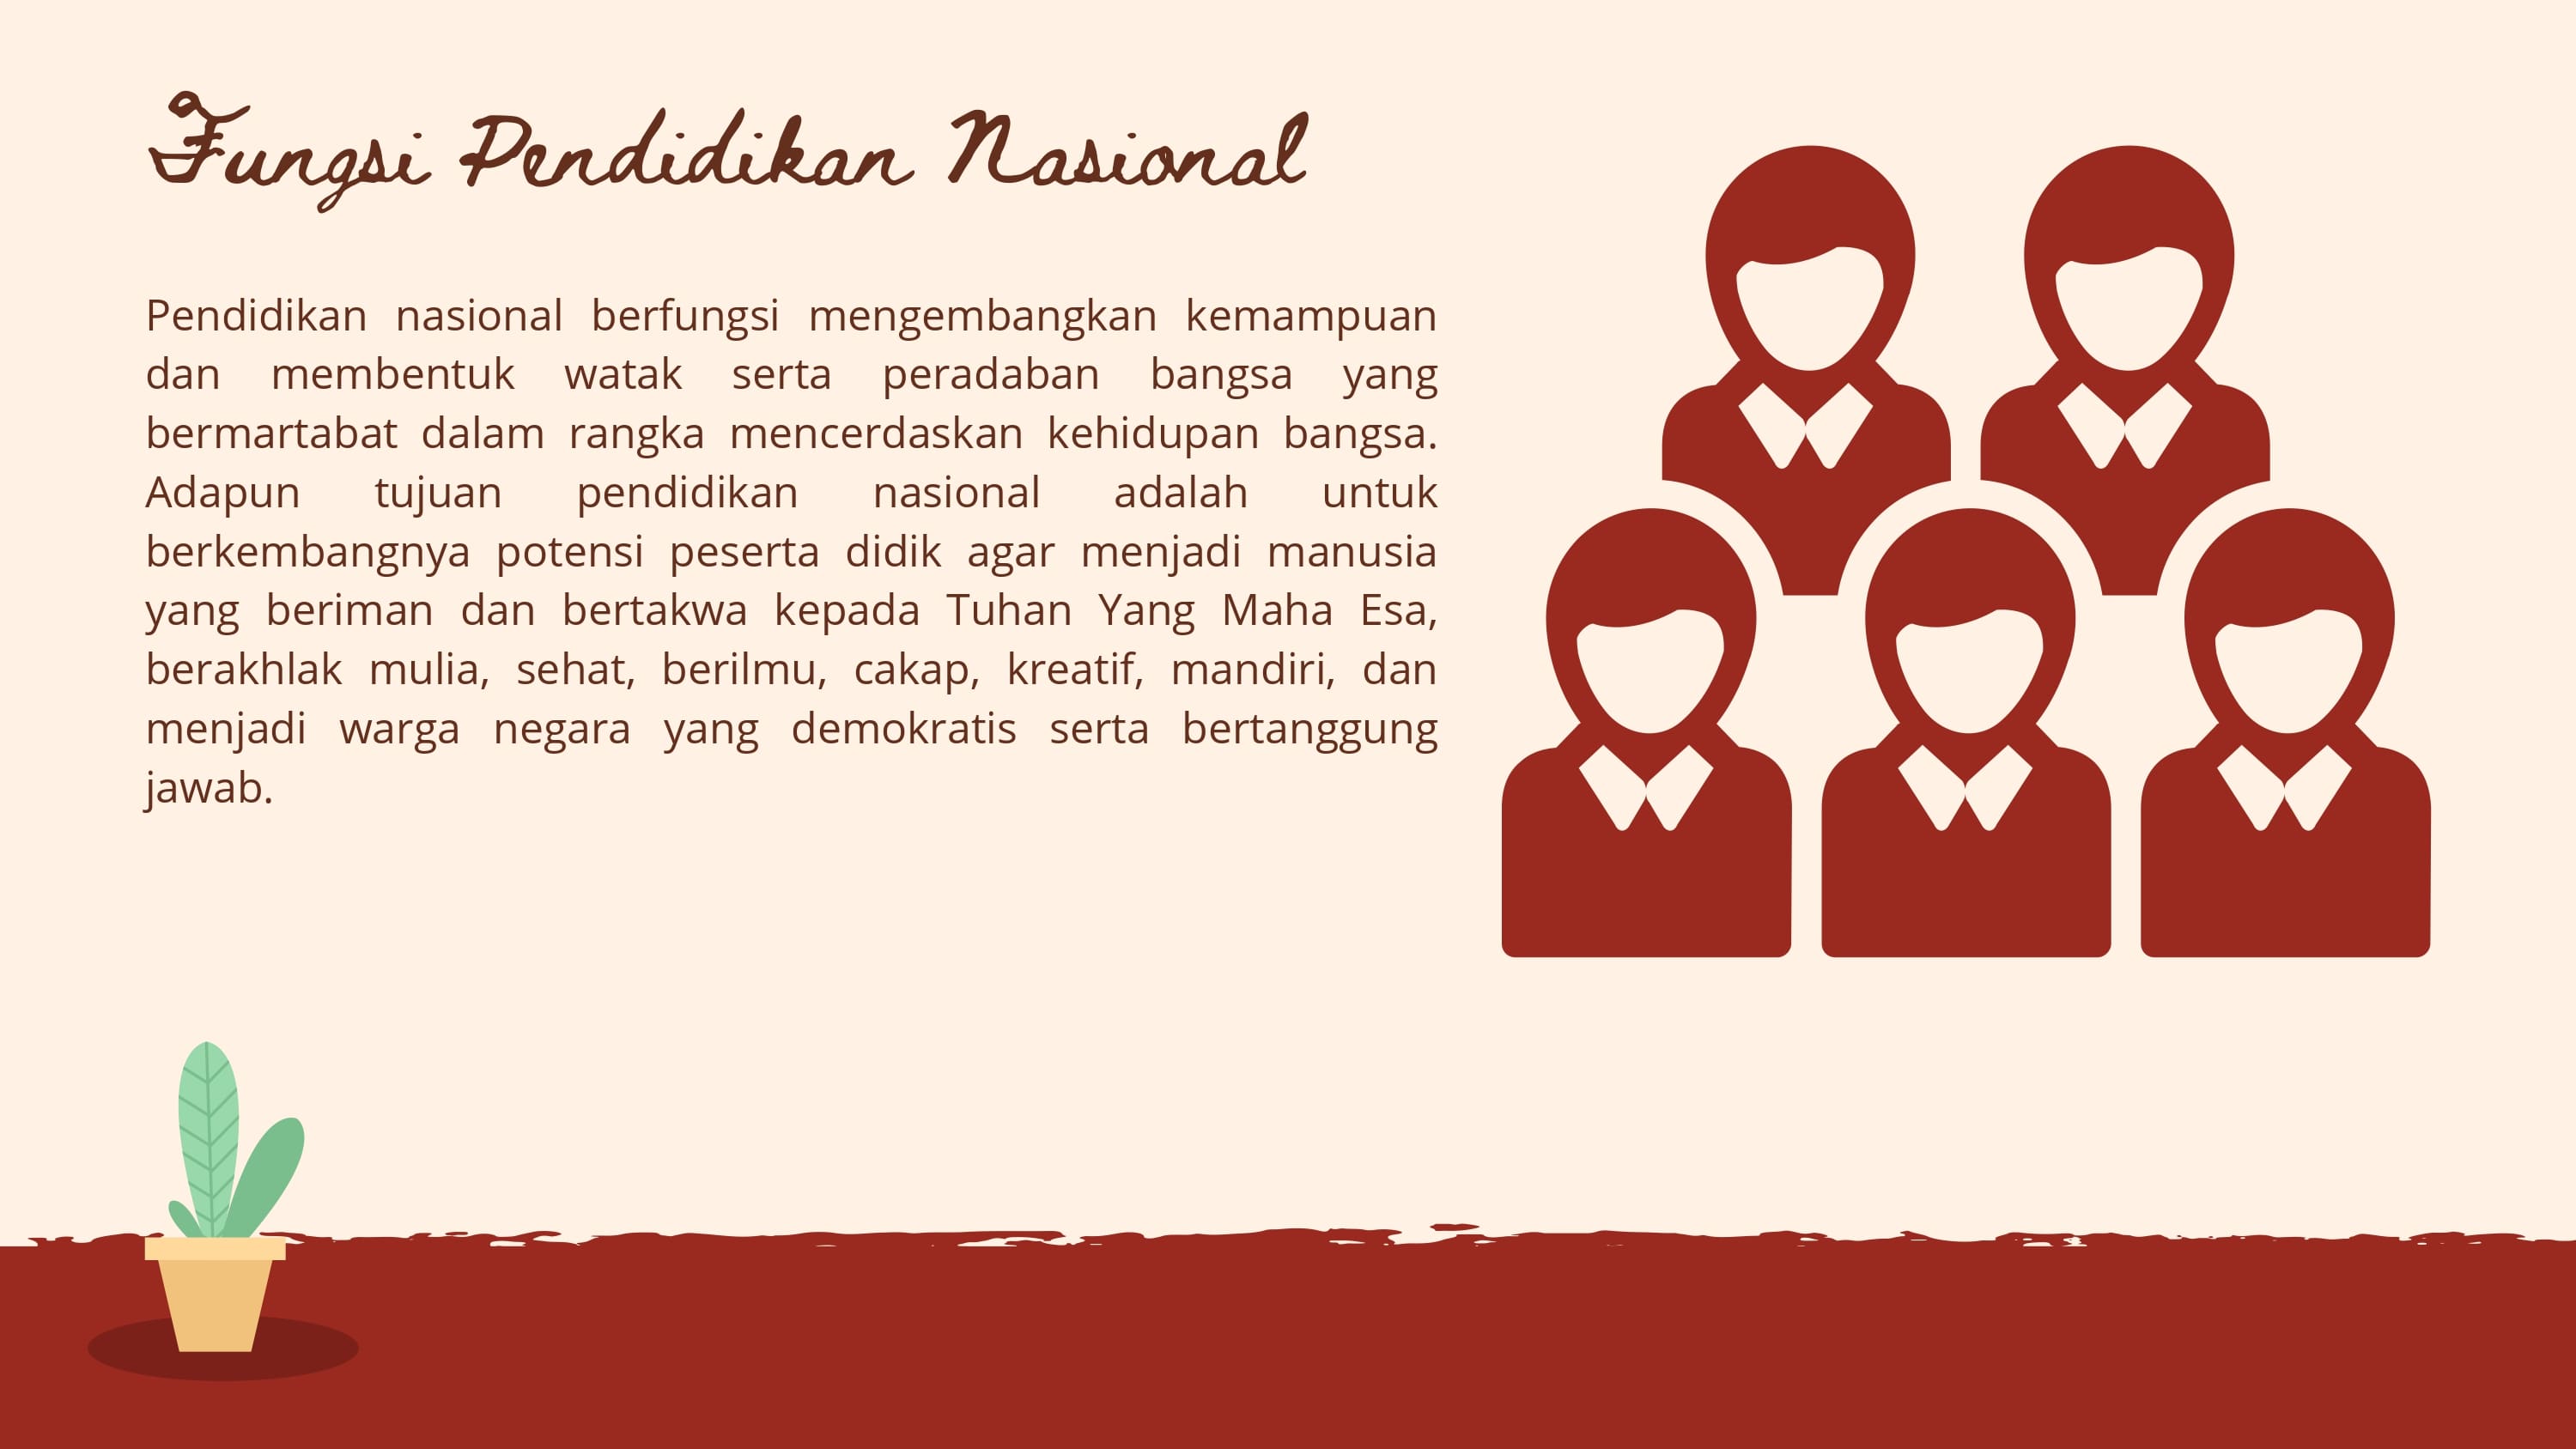 Fungsi Pendidikan Nasional
Pendidikan nasional berfungsi mengembangkan kemampuan
dan membentuk watak serta peradaban bangsa yang
bermartabat dalam rangka mencerdaskan kehidupan bangsa.
Adapun tujuan pendidikan nasional adalah untuk
berkembangnya potensi peserta didik agar menjadi manusia
yang beriman dan bertakwa kepada Tuhan Yang Maha Esa,
berakhlak mulia, sehat, berilmu, cakap, kreatif, mandiri, dan
menjadi warga negara yang demokratis serta bertanggung
jawab.